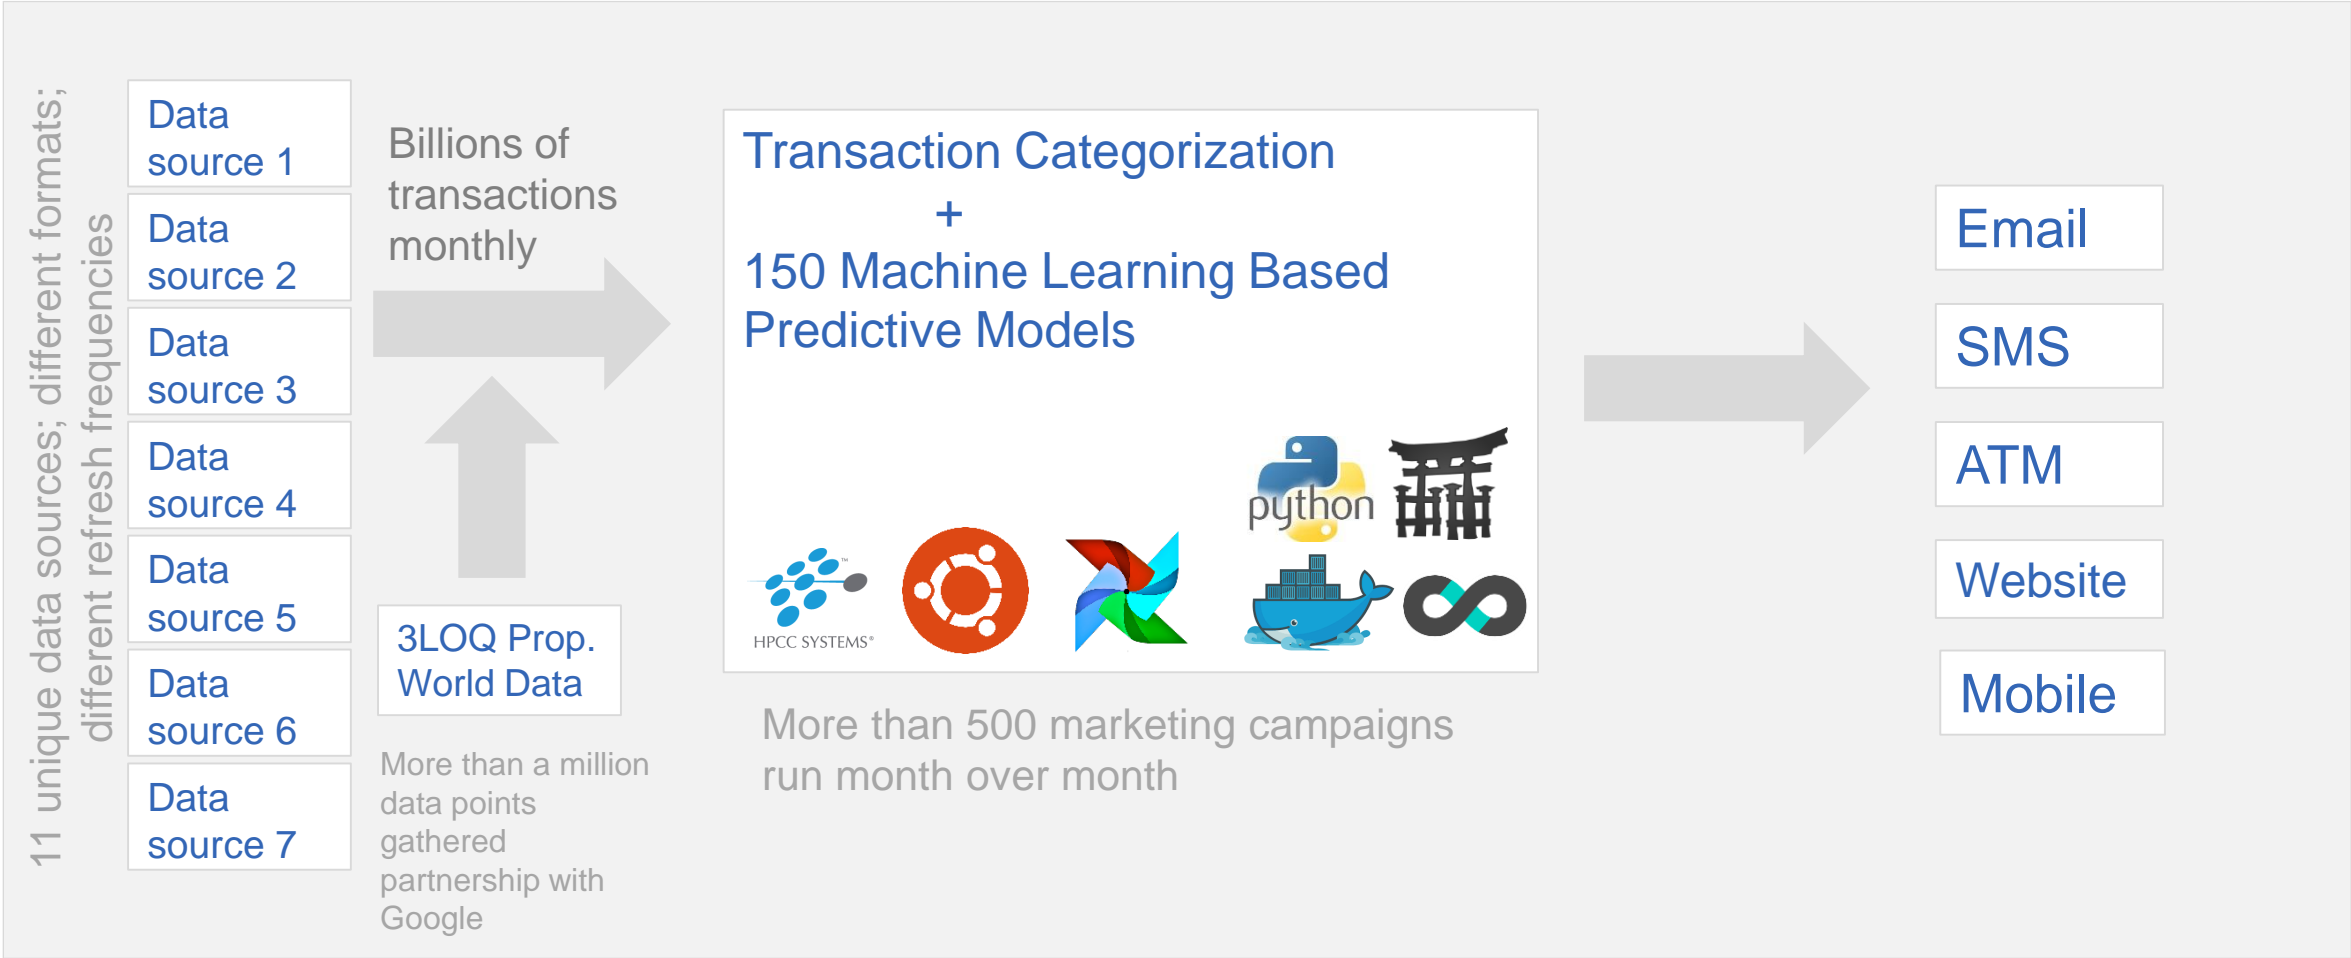 11 unique data sources; different formats;
different refresh frequencies
Data
source 1
Data
source 2
Data
source 3
Data
source 4
Data
source 5
Data
source 6
Data
source 7
Billions of
transactions
monthly
3LOQ Prop.
World Data
More than a million
data points
gathered
partnership with
Google
Transaction Categorization
+
150 Machine Learning Based
Predictive Models
python
HPCC SYSTEMS®
More than 500 marketing campaigns
run month over month
Email
SMS
ATM
Website
Mobile